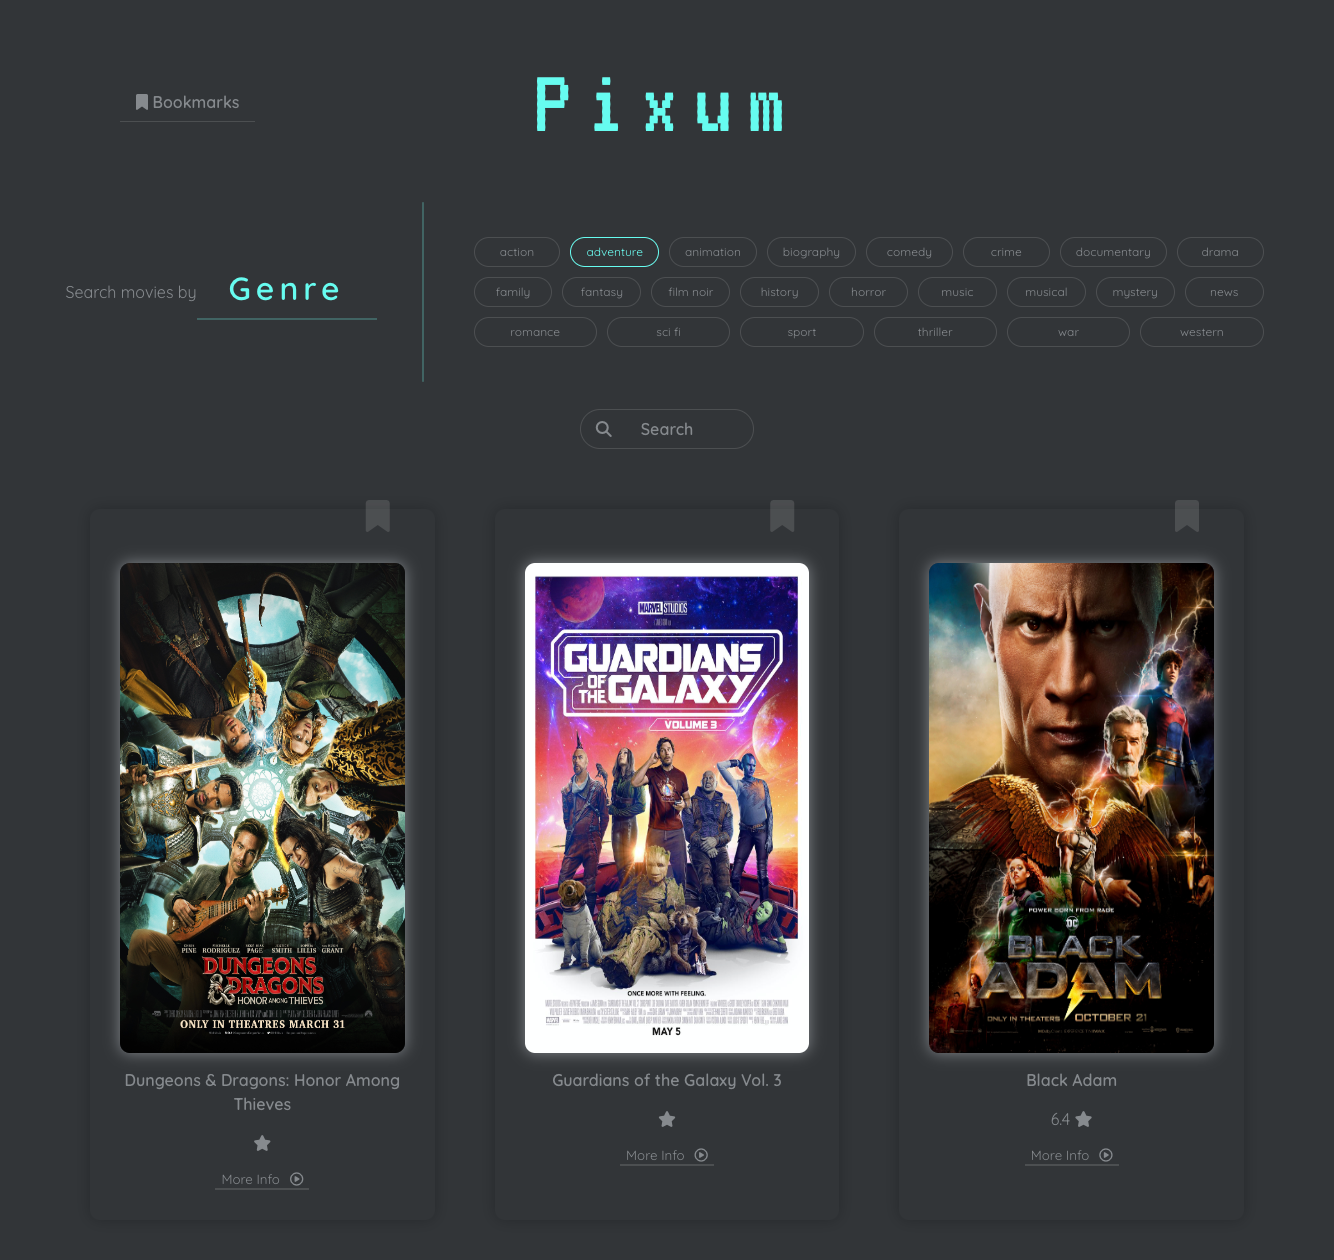 Bookmarks
Pixum
Search movies by Genre
action adventure animation biography comedy crime documentary drama
family fantasy film noir history horror music musical mystery news
romance sci fi sport thriller war western
Search
CHRIS PINE MICHELLE RODRIGUEZ REGÉ-JEAN PAGE JUSTICE SMITH SOPHIA LILLIS AND HUGH GRANT
DUNGEONS
& DRAGONS
HONOR AMONG THIEVES
ONLY IN THEATRES MARCH 31
Dungeons & Dragons: Honor Among
Thieves
More Info
MARVEL STUDIOS
GUARDIANS
OF THE GALAXY
VOLUME 3
ONCE MORE WITH FEELING.
MAY 5
Guardians of the Galaxy Vol. 3
More Info
POWER BORN FROM RAGE
DC
BLACK
ADAM
ONLY IN THEATERS OCTOBER 21
Black Adam
6.4
More Info